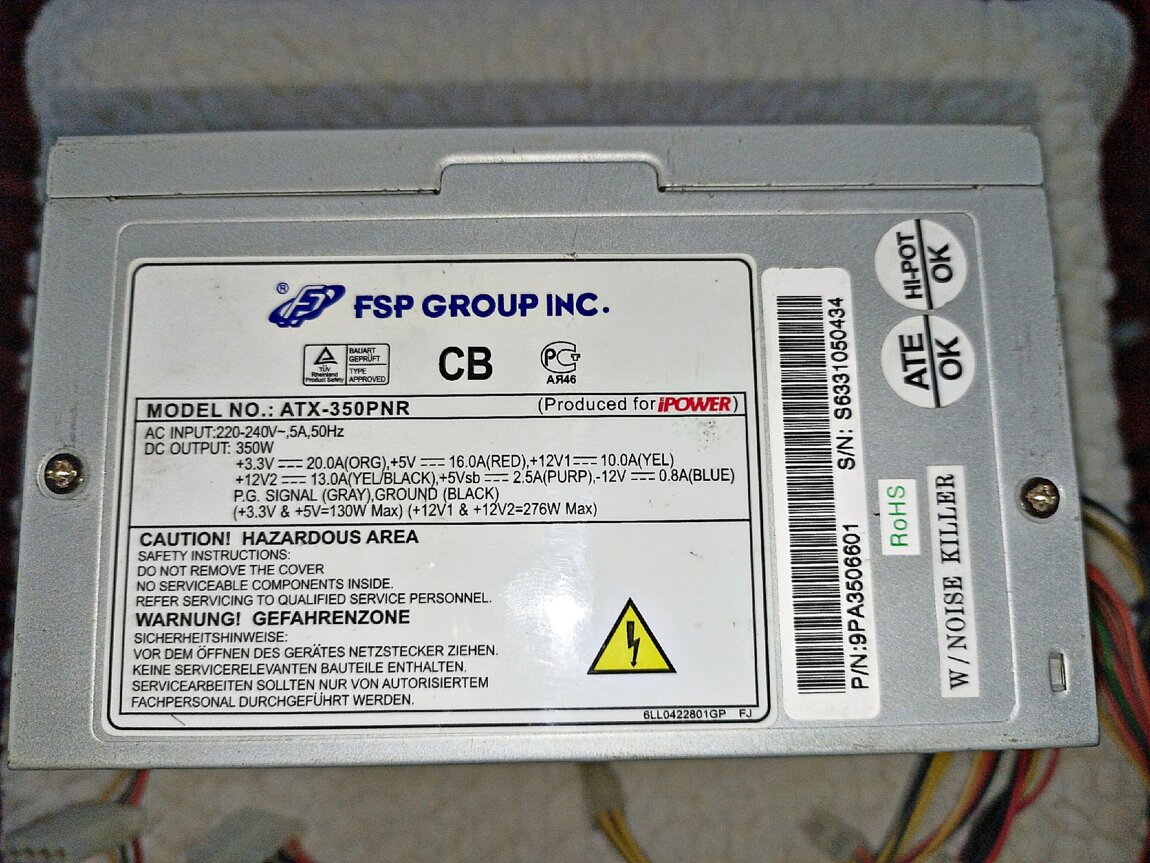 ® FSP GROUP INC.
TÜV Rheinland Product Safety
BAUART GEPRÜFT
TYPE APPROVED
CB
PCT
АЯ46
MODEL NO.: ATX-350PNR (Produced for iPOWER)
AC INPUT:220-240V~,5A,50Hz
DC OUTPUT: 350W
+3.3V ⎓ 20.0A(ORG),+5V ⎓ 16.0A(RED),+12V1⎓ 10.0A(YEL)
+12V2 ⎓ 13.0A(YEL/BLACK),+5Vsb ⎓ 2.5A(PURP),-12V ⎓ 0.8A(BLUE)
P.G. SIGNAL (GRAY),GROUND (BLACK)
(+3.3V & +5V=130W Max) (+12V1 & +12V2=276W Max)
CAUTION! HAZARDOUS AREA
SAFETY INSTRUCTIONS:
DO NOT REMOVE THE COVER
NO SERVICEABLE COMPONENTS INSIDE.
REFER SERVICING TO QUALIFIED SERVICE PERSONNEL.
WARNUNG! GEFAHRENZONE
SICHERHEITSHINWEISE:
VOR DEM ÖFFNEN DES GERÄTES NETZSTECKER ZIEHEN.
KEINE SERVICERELEVANTEN BAUTEILE ENTHALTEN.
SERVICEARBEITEN SOLLTEN NUR VON AUTORISIERTEM
FACHPERSONAL DURCHGEFÜHRT WERDEN.
6LL0422801GP FJ
P/N:9PA3506601 S/N: S6331050434
HI-POT OK
ATE OK
RoHS
W/NOISE KILLER